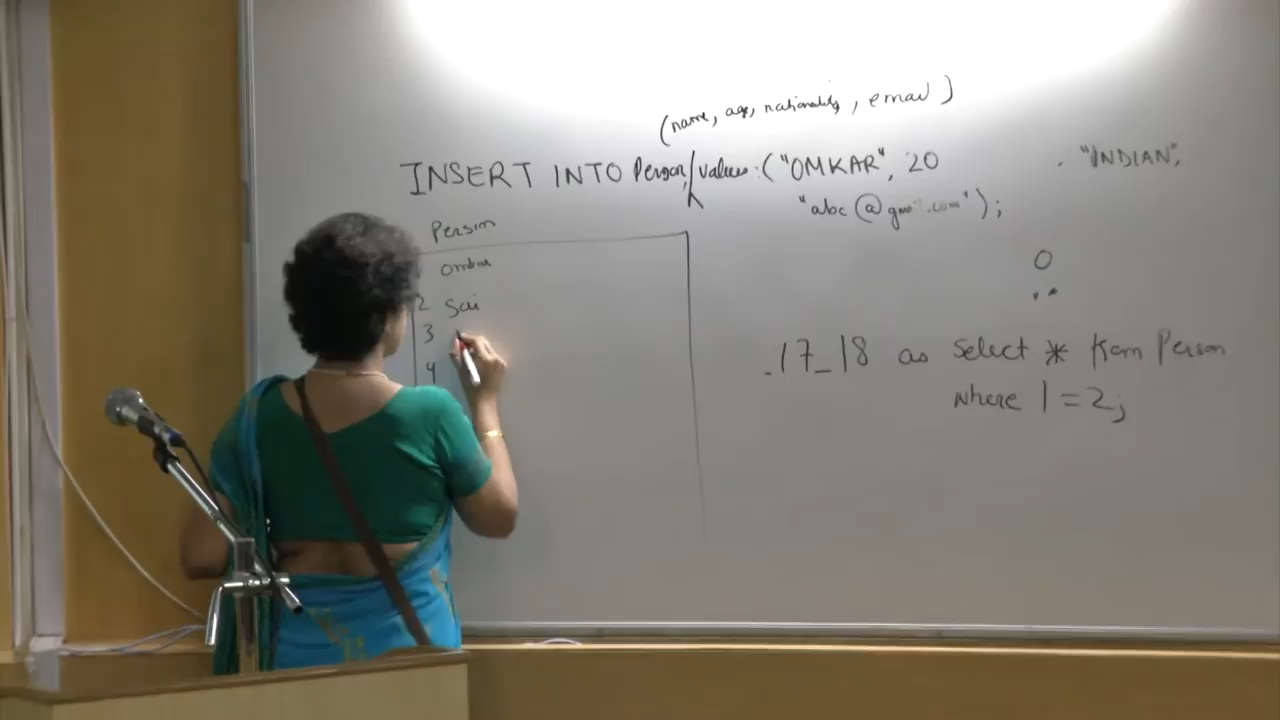 (name, age, nationality, email)
INSERT INTO Person values ("OMKAR", 20 . "INDIAN",
"abc@gmail.com");
Person
Omkar
2 Sai
3
4
0
.17_18 as select * from Person
where 1=2;